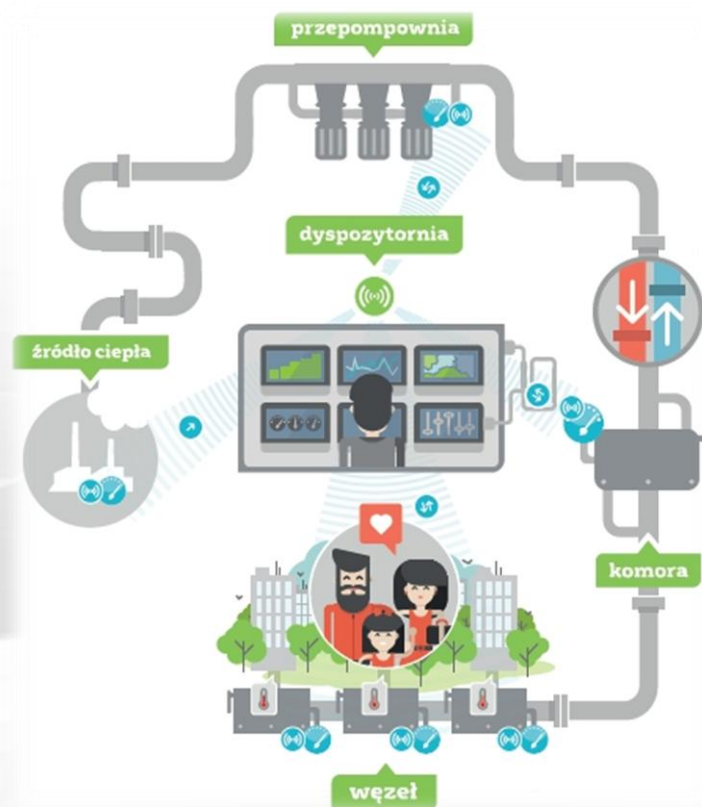 przepompownia
dyspozytornia
źródło ciepła
komora
węzeł